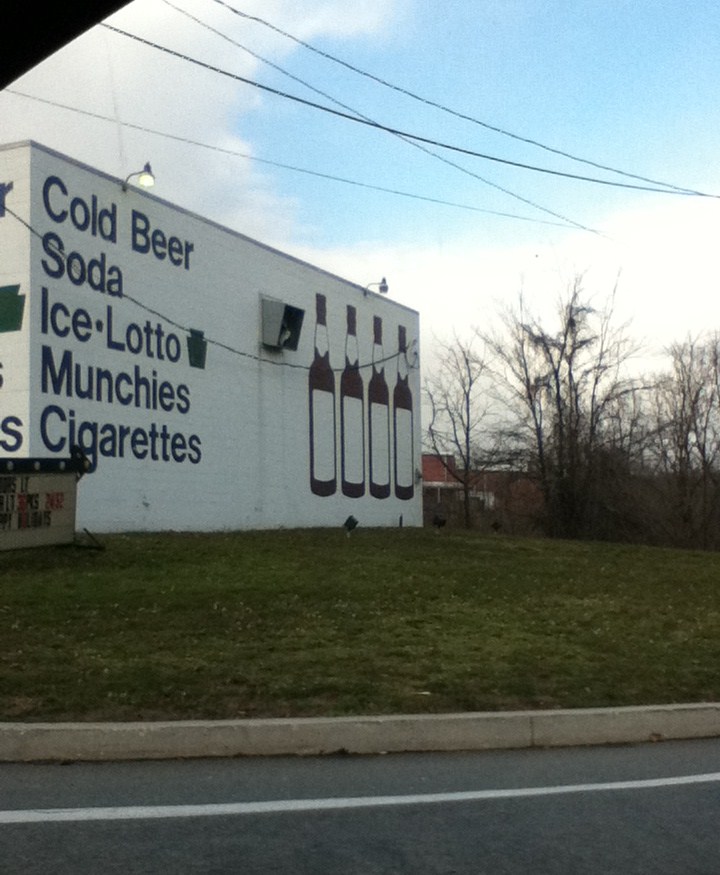 Cold Beer
Soda
Ice·Lotto
Munchies
Cigarettes